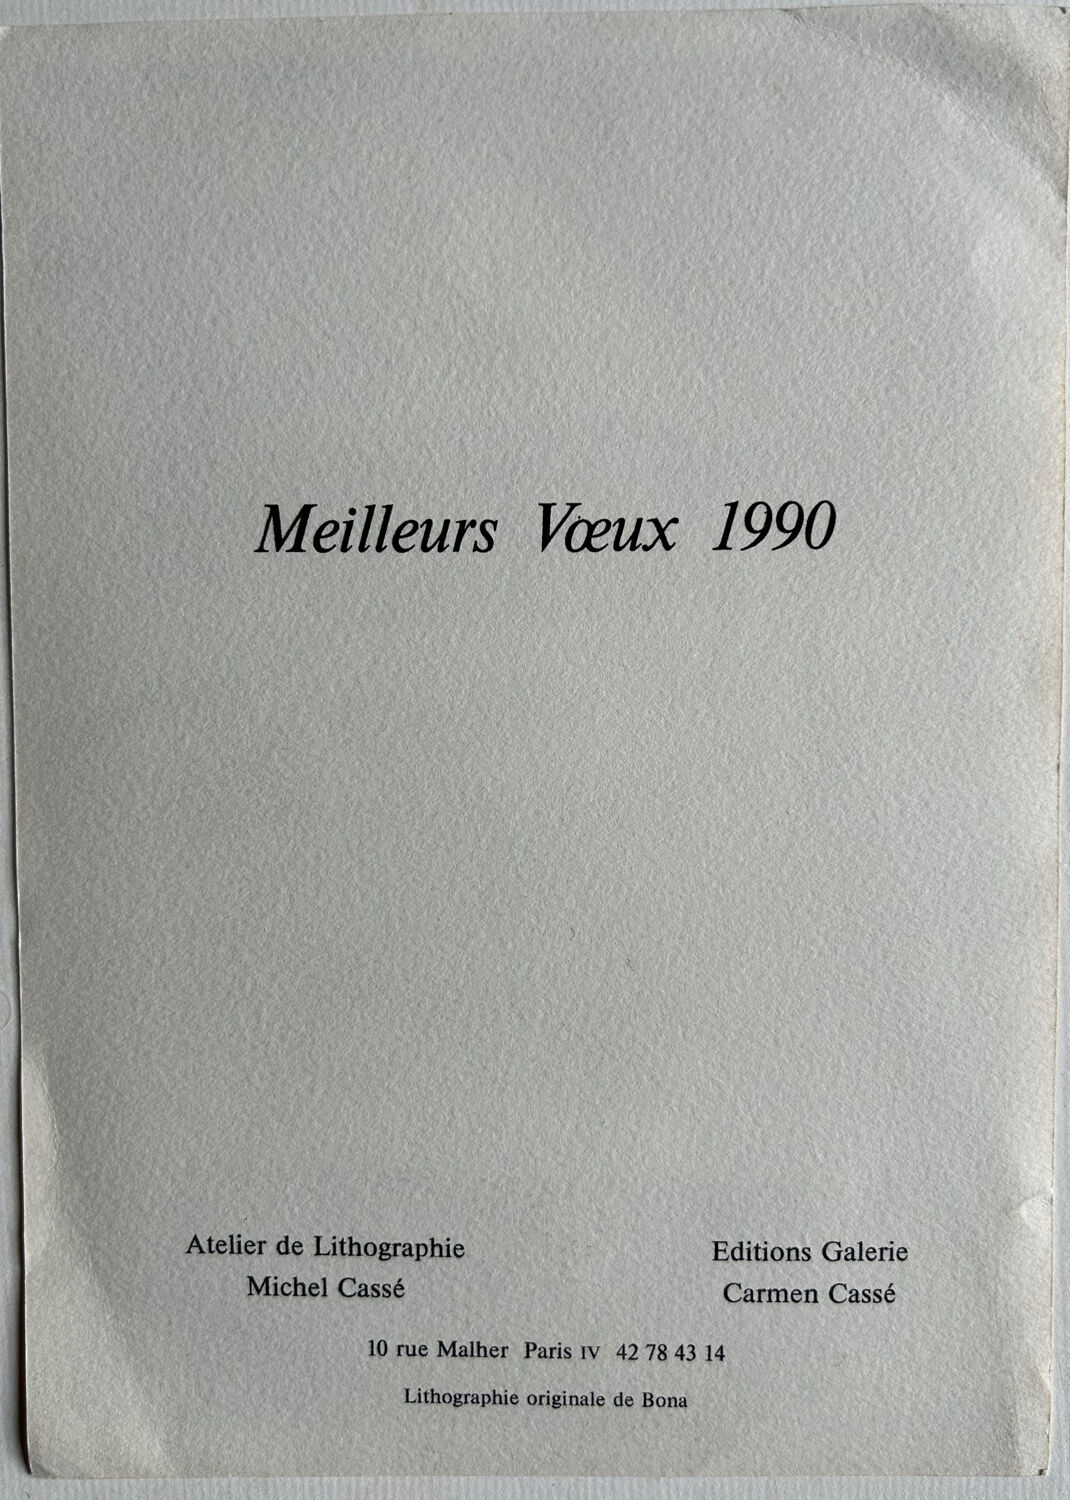 Meilleurs Vœux 1990
Atelier de Lithographie
Michel Cassé
Editions Galerie
Carmen Cassé
10 rue Malher Paris IV 42 78 43 14
Lithographie originale de Bona